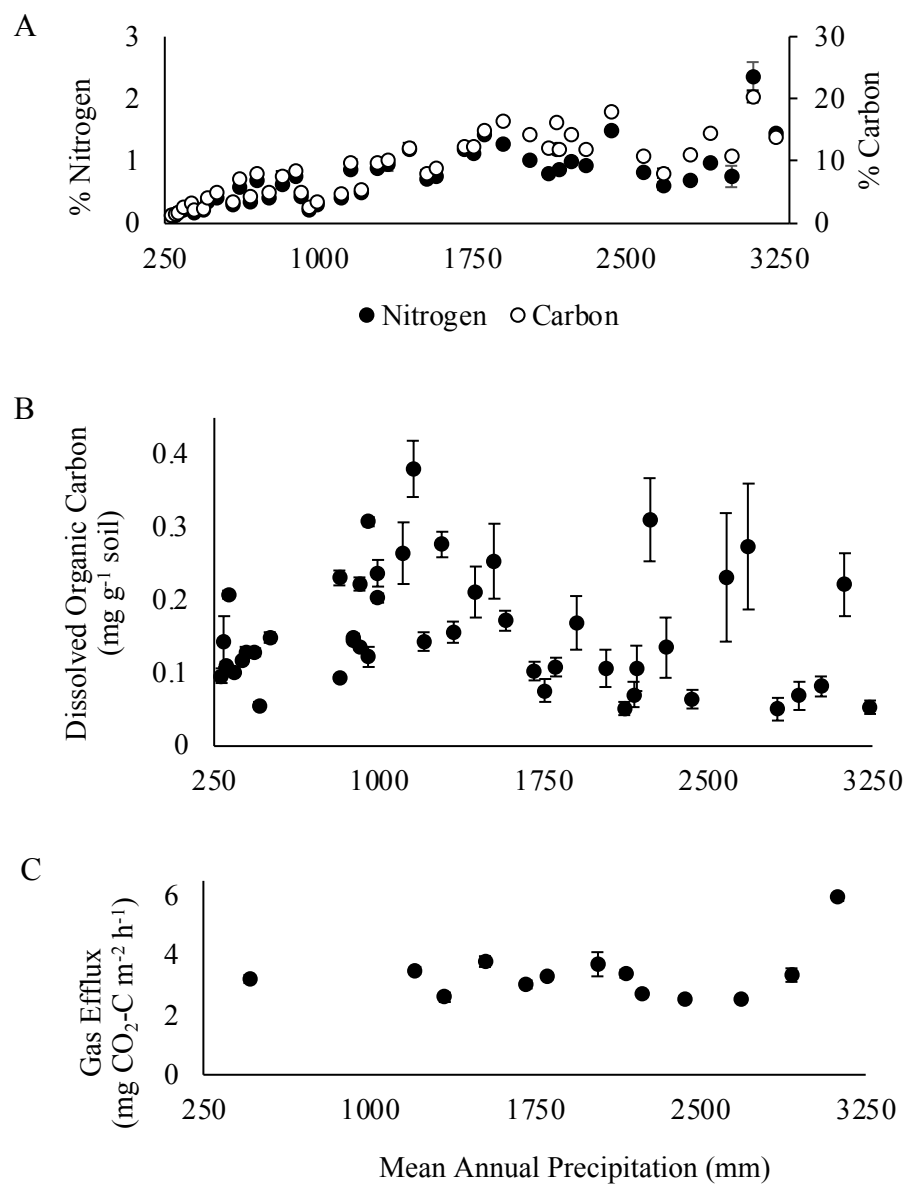 A
3
2
1
0
% Nitrogen
30
20
10
0
% Carbon
250 1000 1750 2500 3250
Nitrogen Carbon
B
0.4
0.3
0.2
0.1
0
Dissolved Organic Carbon
(mg g-1 soil)
250 1000 1750 2500 3250
C
6
4
2
0
Gas Efflux
(mg CO2-C m-2 h-1)
250 1000 1750 2500 3250
Mean Annual Precipitation (mm)